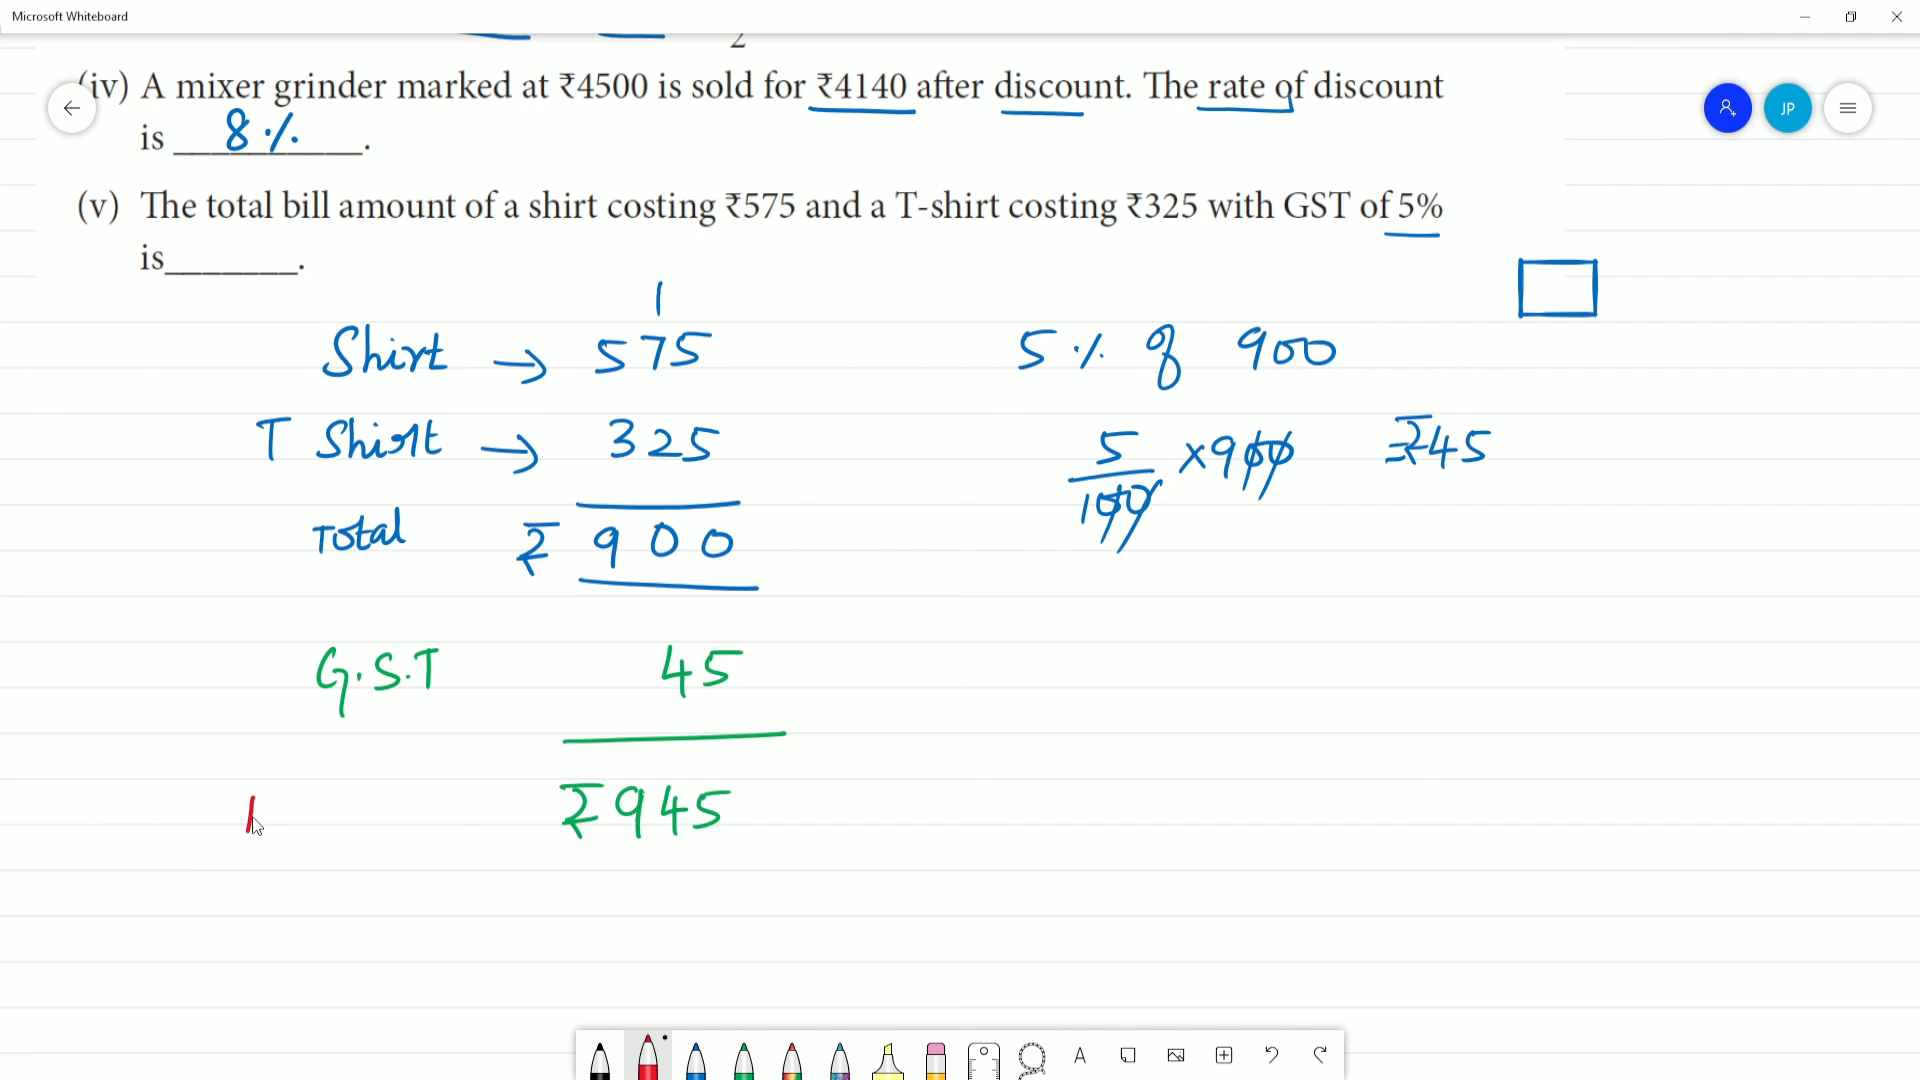 Microsoft Whiteboard
2
(iv) A mixer grinder marked at ₹4500 is sold for ₹4140 after discount. The rate of discount
is 8% .
(v) The total bill amount of a shirt costing ₹575 and a T-shirt costing ₹325 with GST of 5%
is_______.
1
Shirt → 575
T Shirt → 325
Total ₹ 900
5 % of 900
5/100 × 900 = ₹45
G.S.T 45
₹945
JP
A